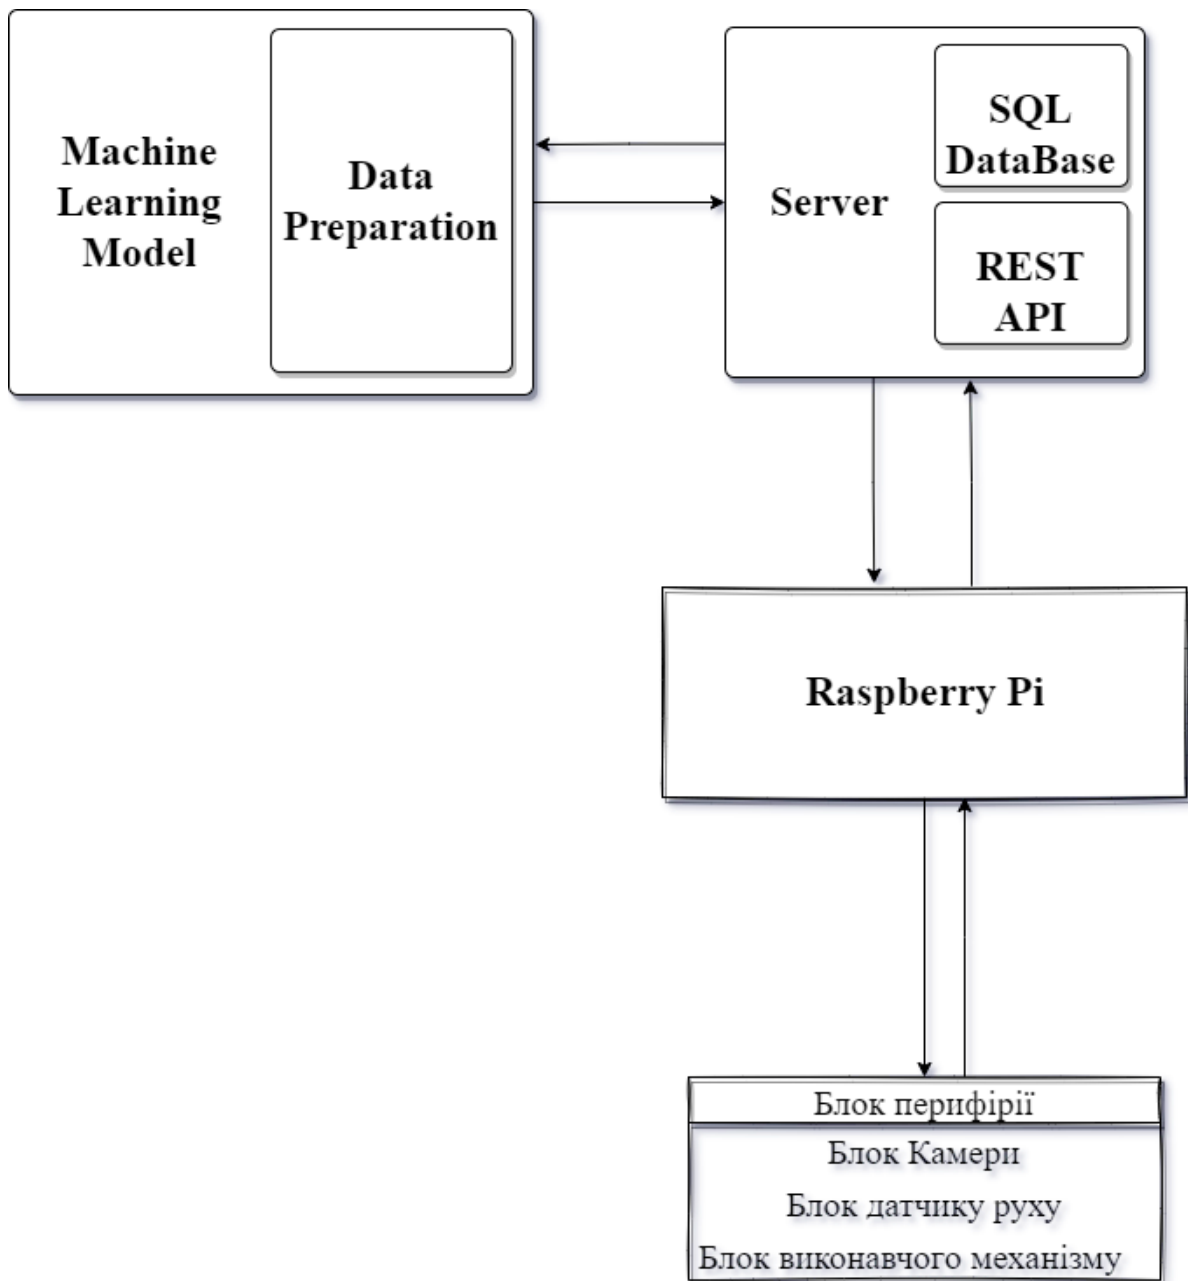 Machine
Learning
Model
Data
Preparation
Server
SQL
DataBase
REST
API
Raspberry Pi
Блок перифірії
Блок Камери
Блок датчику руху
Блок виконавчого механізму